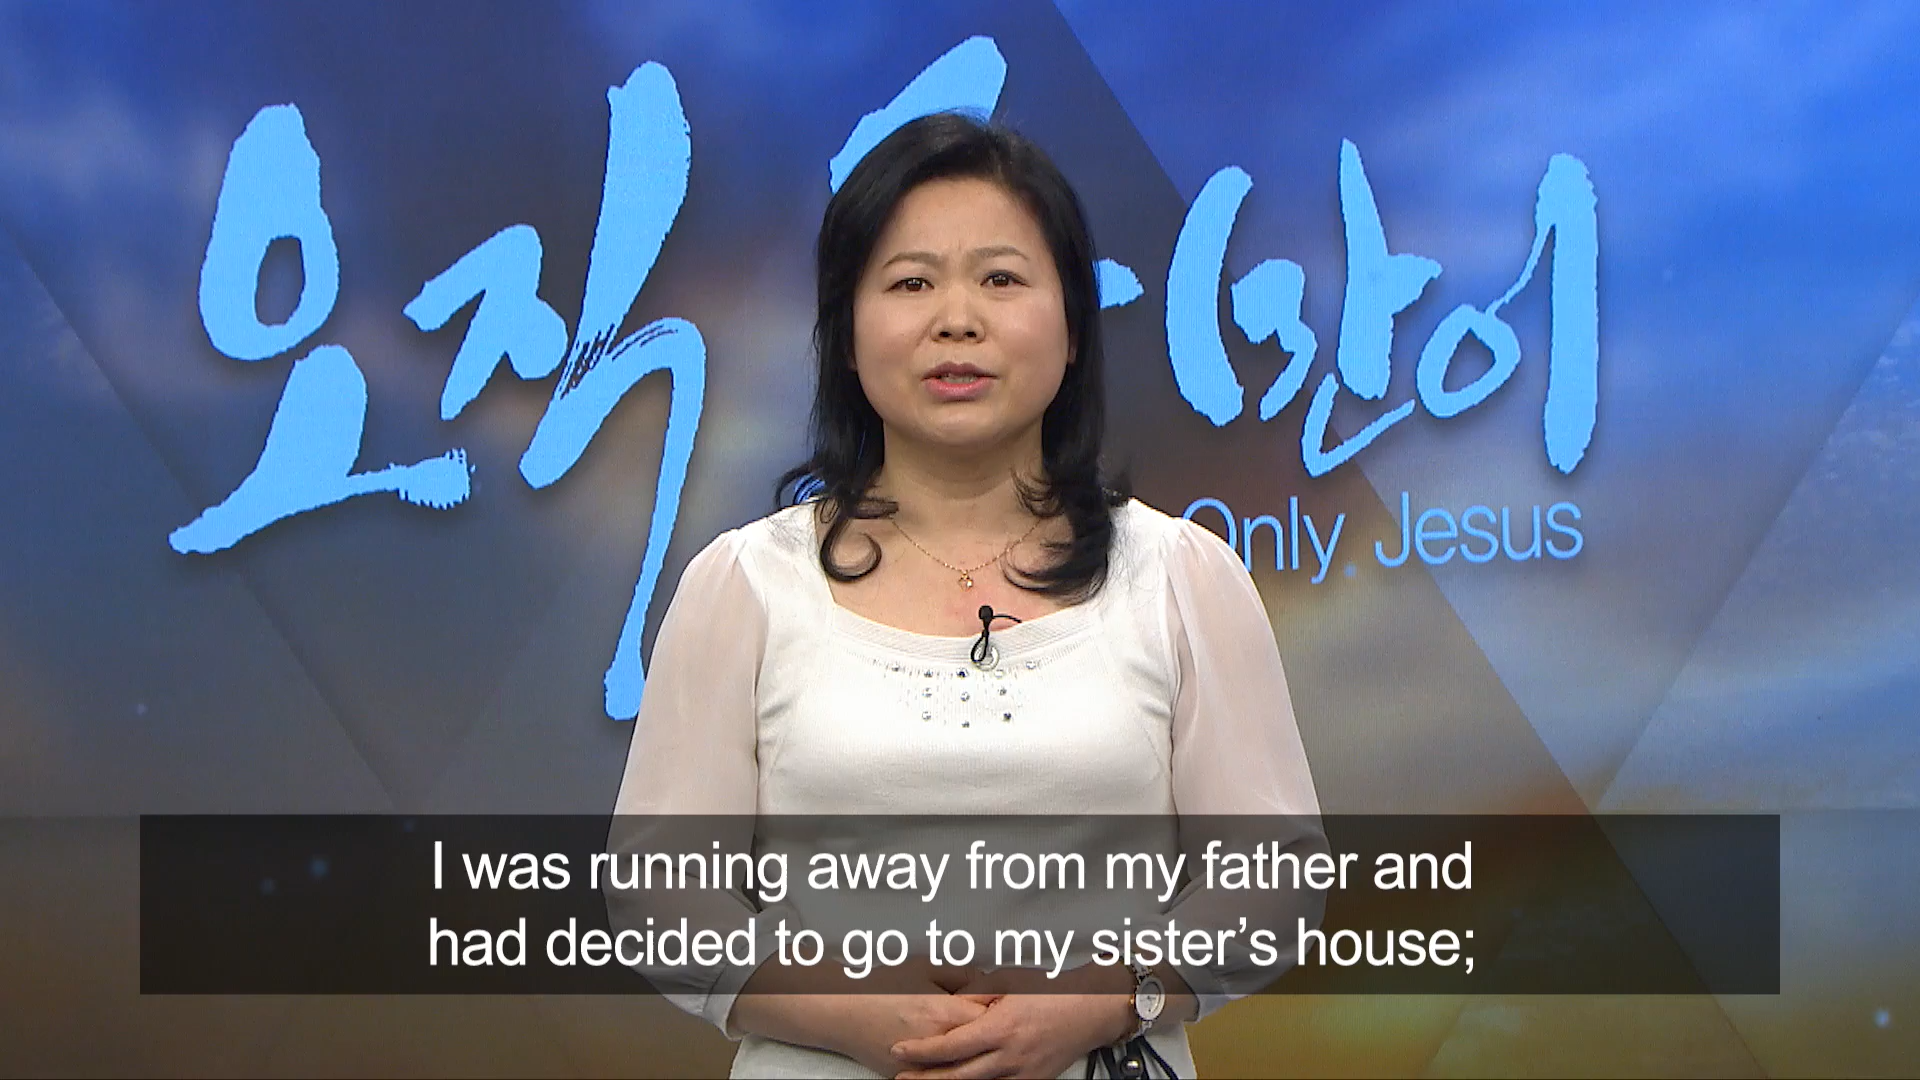 오직 만이
Only Jesus
I was running away from my father and
had decided to go to my sister’s house;